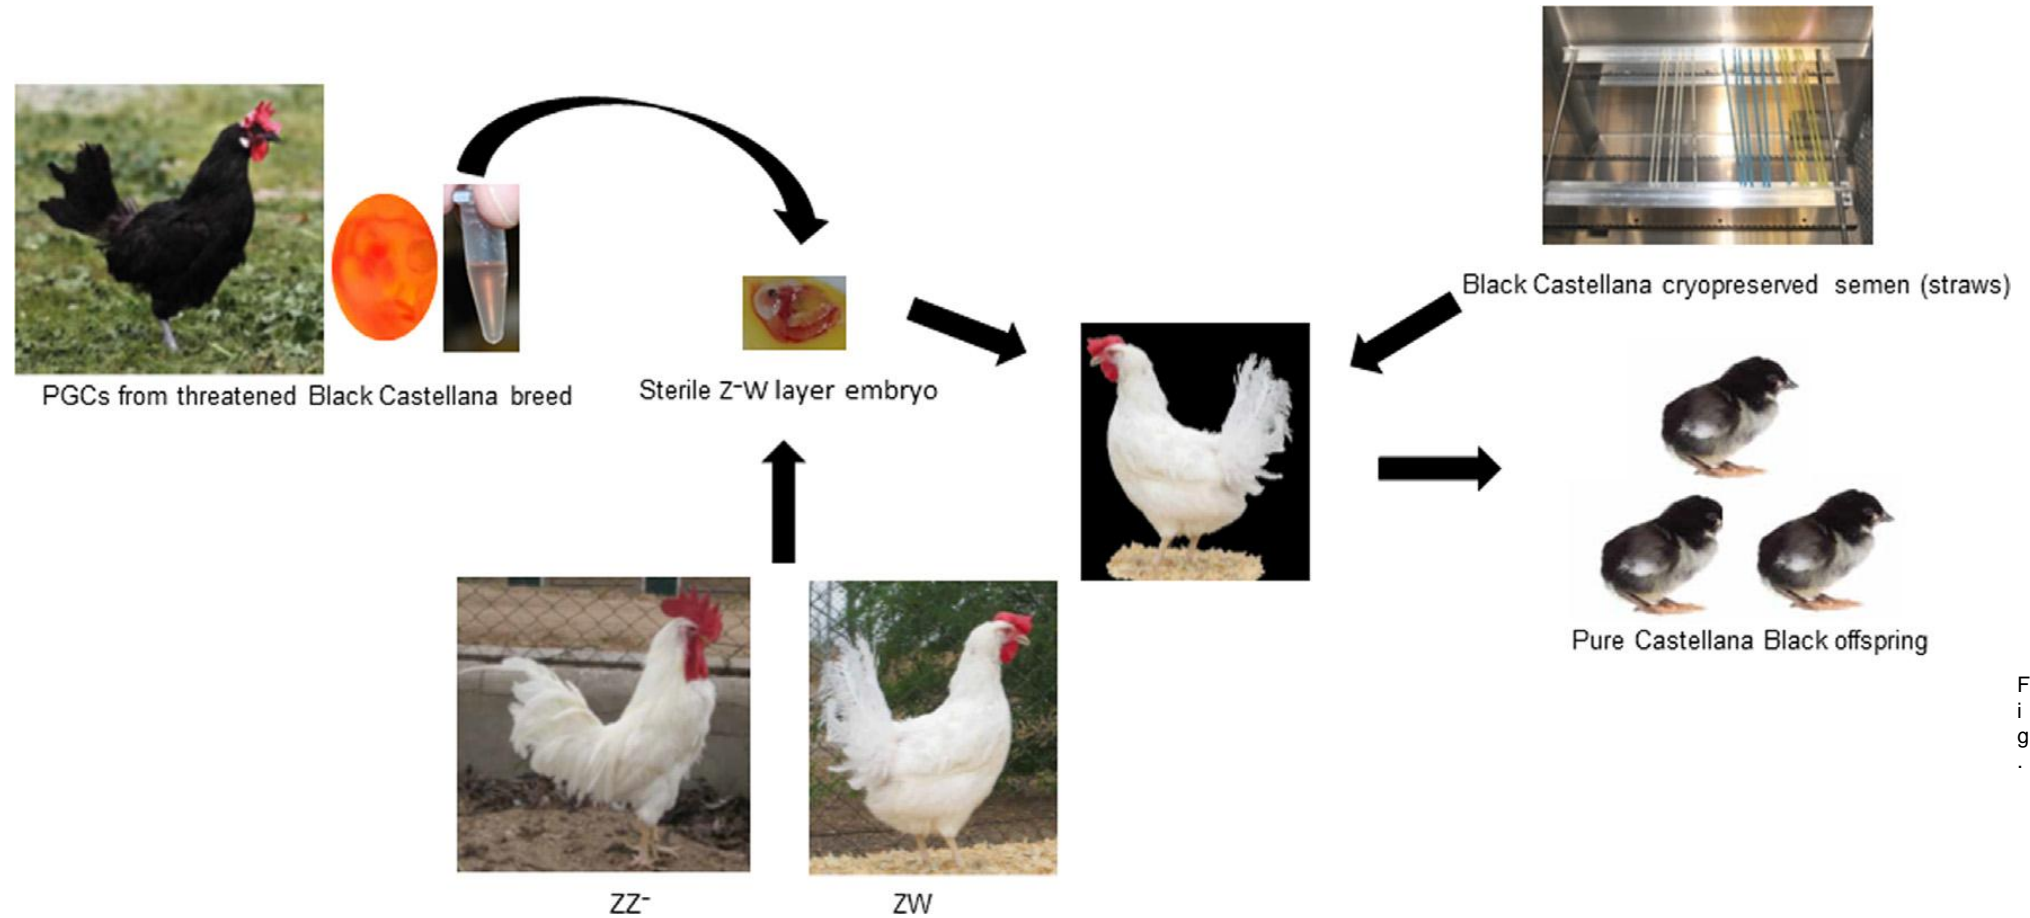 Black Castellana cryopreserved semen (straws)
PGCs from threatened Black Castellana breed
Sterile Z-W layer embryo
Pure Castellana Black offspring
F
i
g
.
ZZ-
ZW